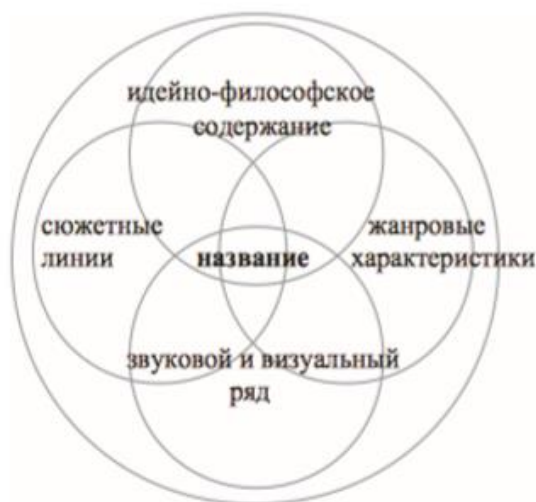 идейно-философское
содержание
сюжетные
линии
жанровые
характеристики
название
звуковой и визуальный
ряд